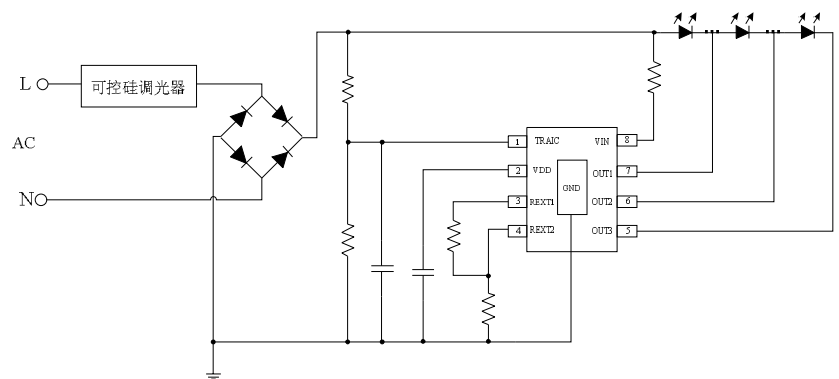 L
可控硅调光器
AC
N
1 TRAIC
VIN 8
2 VDD
GND
OUT1 7
3 REXT1
OUT2 6
4 REXT2
OUT3 5